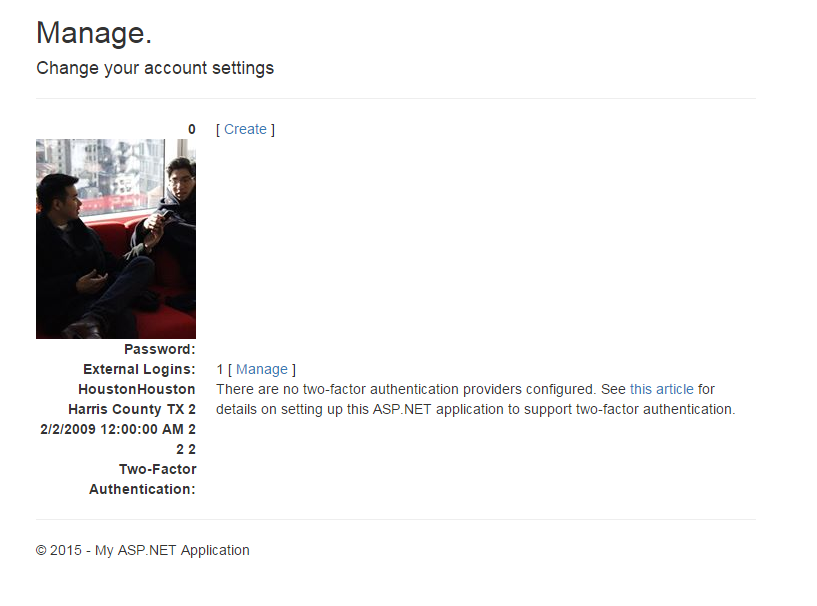 Manage.
Change your account settings
0 [ Create ]
Password:
External Logins: 1 [ Manage ]
HoustonHouston There are no two-factor authentication providers configured. See this article for
Harris County TX 2 details on setting up this ASP.NET application to support two-factor authentication.
2/2/2009 12:00:00 AM 2
2 2
Two-Factor
Authentication:
© 2015 - My ASP.NET Application